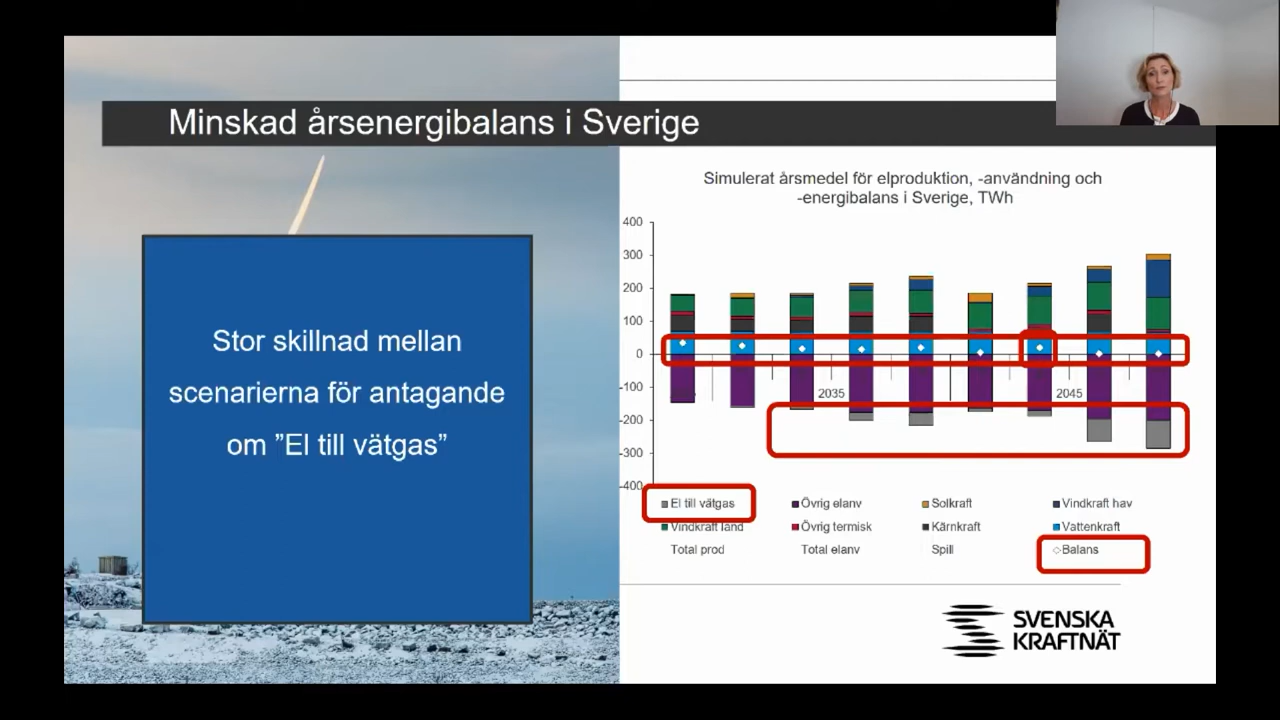 Minskad årsenergibalans i Sverige
Stor skillnad mellan
scenarierna för antagande
om ”El till vätgas”
Simulerat årsmedel för elproduktion, -användning och
-energibalans i Sverige, TWh
400
300
200
100
0
-100
-200
-300
-400
2035
2045
El till vätgas
Övrig elanv
Solkraft
Vindkraft hav
Vindkraft land
Övrig termisk
Kärnkraft
Vattenkraft
Total prod
Total elanv
Spill
Balans
SVENSKA
KRAFTNÄT